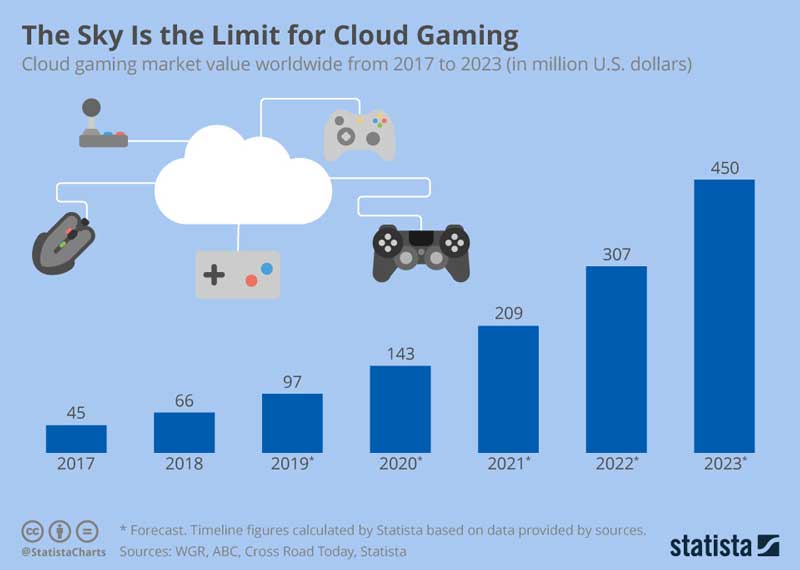 The Sky Is the Limit for Cloud Gaming
Cloud gaming market value worldwide from 2017 to 2023 (in million U.S. dollars)
450
307
209
143
97
66
45
2017 2018 2019* 2020* 2021* 2022* 2023*
cc
* Forecast. Timeline figures calculated by Statista based on data provided by sources.
@StatistaCharts Sources: WGR, ABC, Cross Road Today, Statista
statista